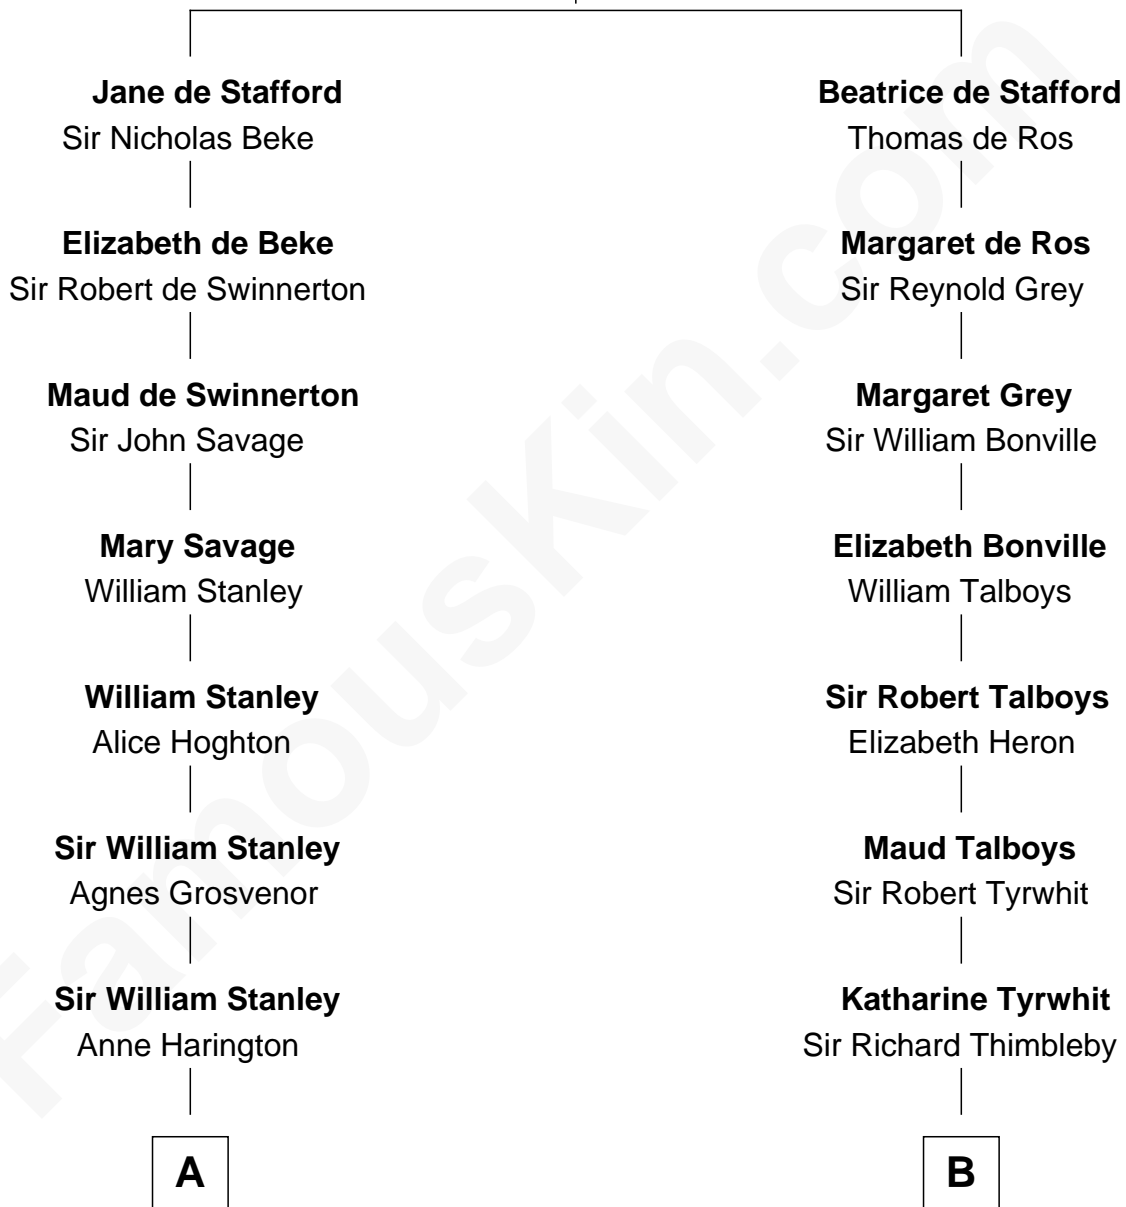 Jane de Stafford
Sir Nicholas Beke
Elizabeth de Beke
Sir Robert de Swinnerton
Maud de Swinnerton
Sir John Savage
Mary Savage
William Stanley
William Stanley
Alice Hoghton
Sir William Stanley
Agnes Grosvenor
Sir William Stanley
Anne Harington
A
Beatrice de Stafford
Thomas de Ros
Margaret de Ros
Sir Reynold Grey
Margaret Grey
Sir William Bonville
Elizabeth Bonville
William Talboys
Sir Robert Talboys
Elizabeth Heron
Maud Talboys
Sir Robert Tyrwhit
Katharine Tyrwhit
Sir Richard Thimbleby
B
FamousKin.com